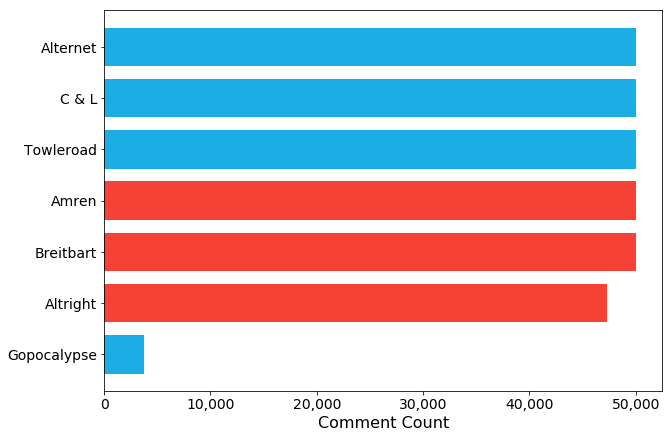 Alternet
C & L
Towleroad
Amren
Breitbart
Altright
Gopocalypse
0 10,000 20,000 30,000 40,000 50,000
Comment Count